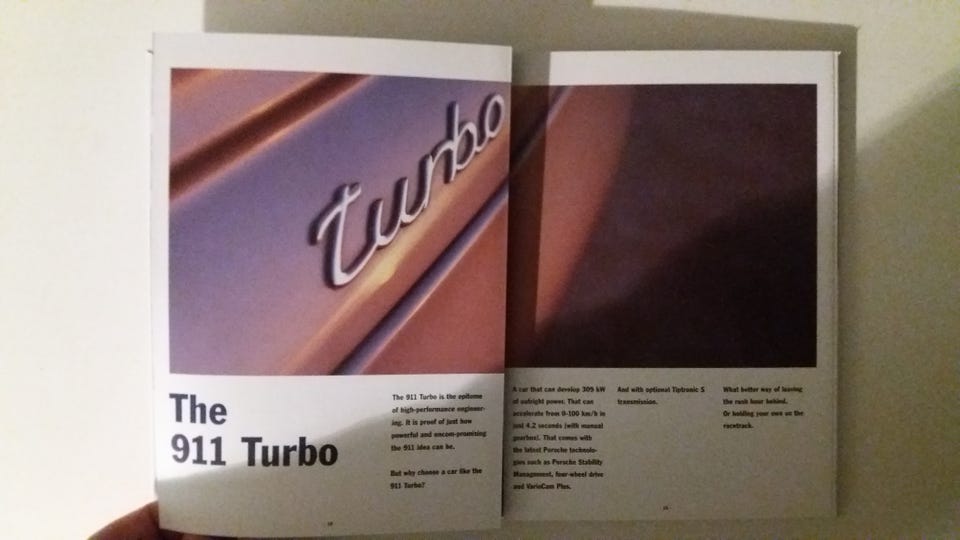 turbo
The
911 Turbo
The 911 Turbo is the epitome
of high-performance engineer-
ing. It is proof of just how
powerful and uncom-promising
the 911 idea can be.
But why choose a car like the
911 Turbo?
A car that can develop 309 kW
of outright power. That can
accelerate from 0-100 km/h in
just 4.2 seconds (with manual
gearbox). That comes with
the latest Porsche technolo-
gies such as Porsche Stability
Management, four-wheel drive
and VarioCam Plus.
And with optional Tiptronic S
transmission.
What better way of leaving
the rush hour behind.
Or holding your own on the
racetrack.